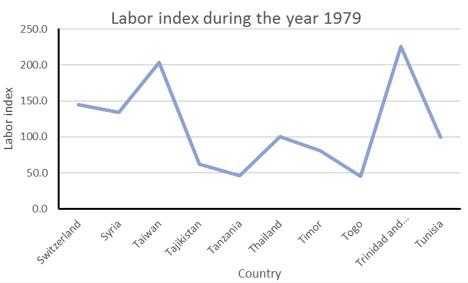 Labor index during the year 1979
250.0
200.0
150.0
100.0
50.0
0.0
Labor index
Switzerland
Syria
Taiwan
Tajikistan
Tanzania
Thailand
Timor
Togo
Trinidad and...
Tunisia
Country